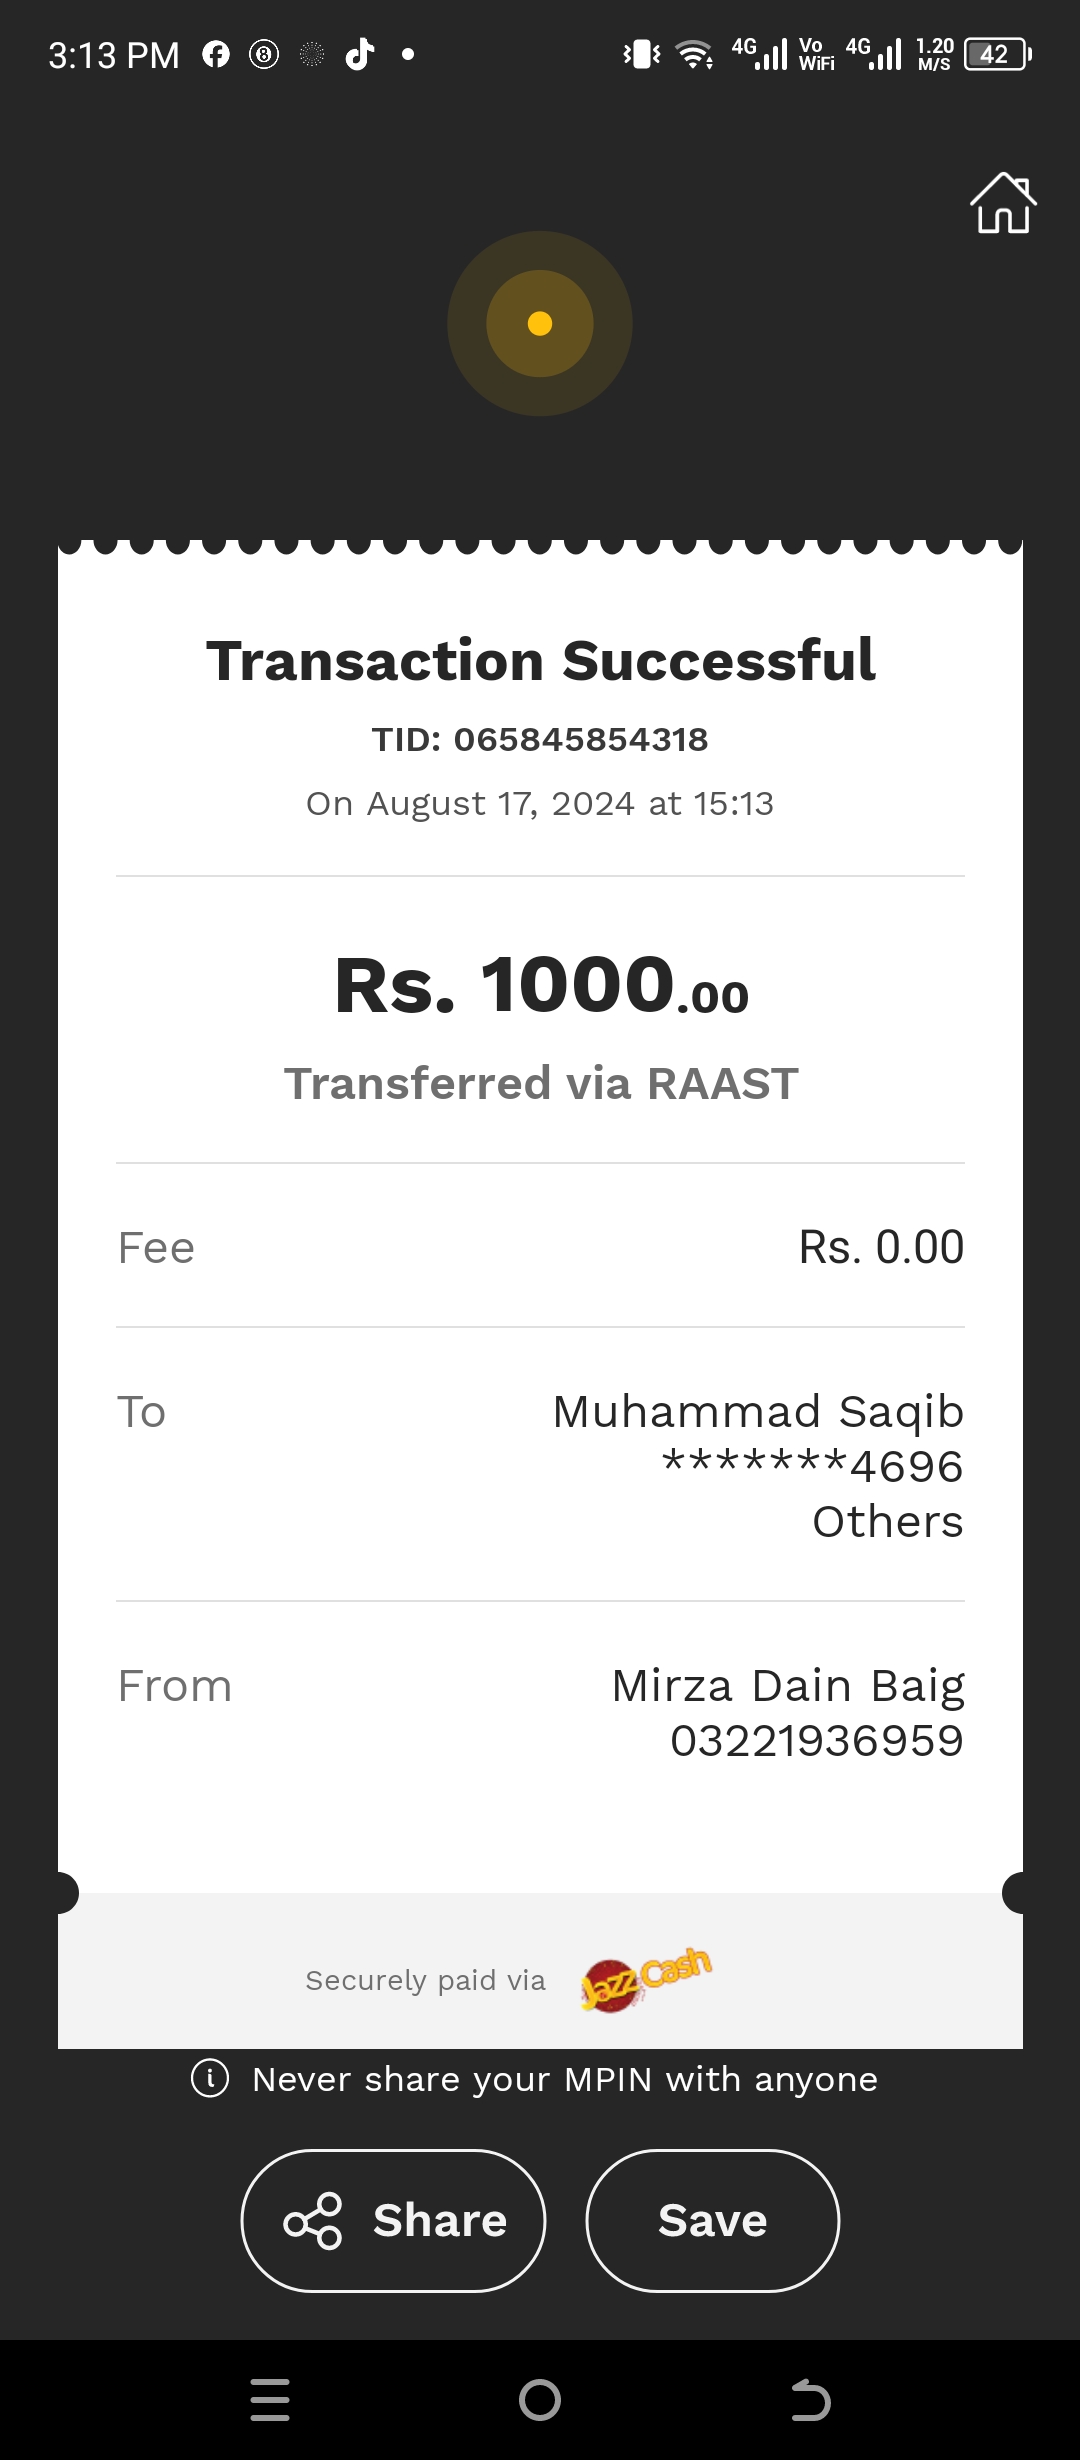 3:13 PM
4G Vo WiFi 4G 1.20 M/S 42
Transaction Successful
TID: 065845854318
On August 17, 2024 at 15:13
Rs. 1000.00
Transferred via RAAST
Fee Rs. 0.00
To Muhammad Saqib
*******4696
Others
From Mirza Dain Baig
03221936959
Securely paid via JazzCash
Never share your MPIN with anyone
Share Save